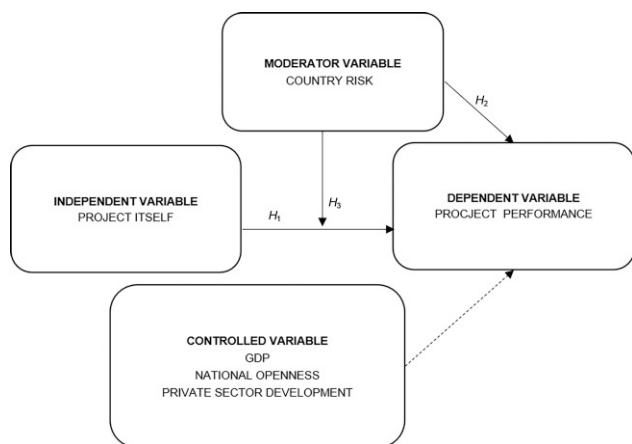 MODERATOR VARIABLE
COUNTRY RISK
H2
INDEPENDENT VARIABLE
PROJECT ITSELF
H1
H3
DEPENDENT VARIABLE
PROCJECT PERFORMANCE
CONTROLLED VARIABLE
GDP
NATIONAL OPENNESS
PRIVATE SECTOR DEVELOPMENT